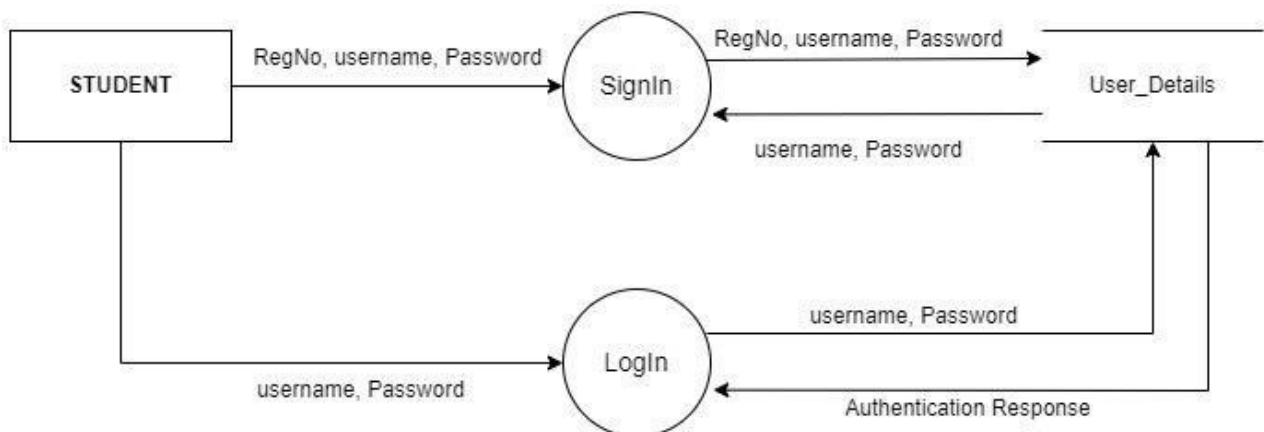 RegNo, username, Password
STUDENT
RegNo, username, Password
SignIn
User_Details
username, Password
username, Password
LogIn
username, Password
Authentication Response